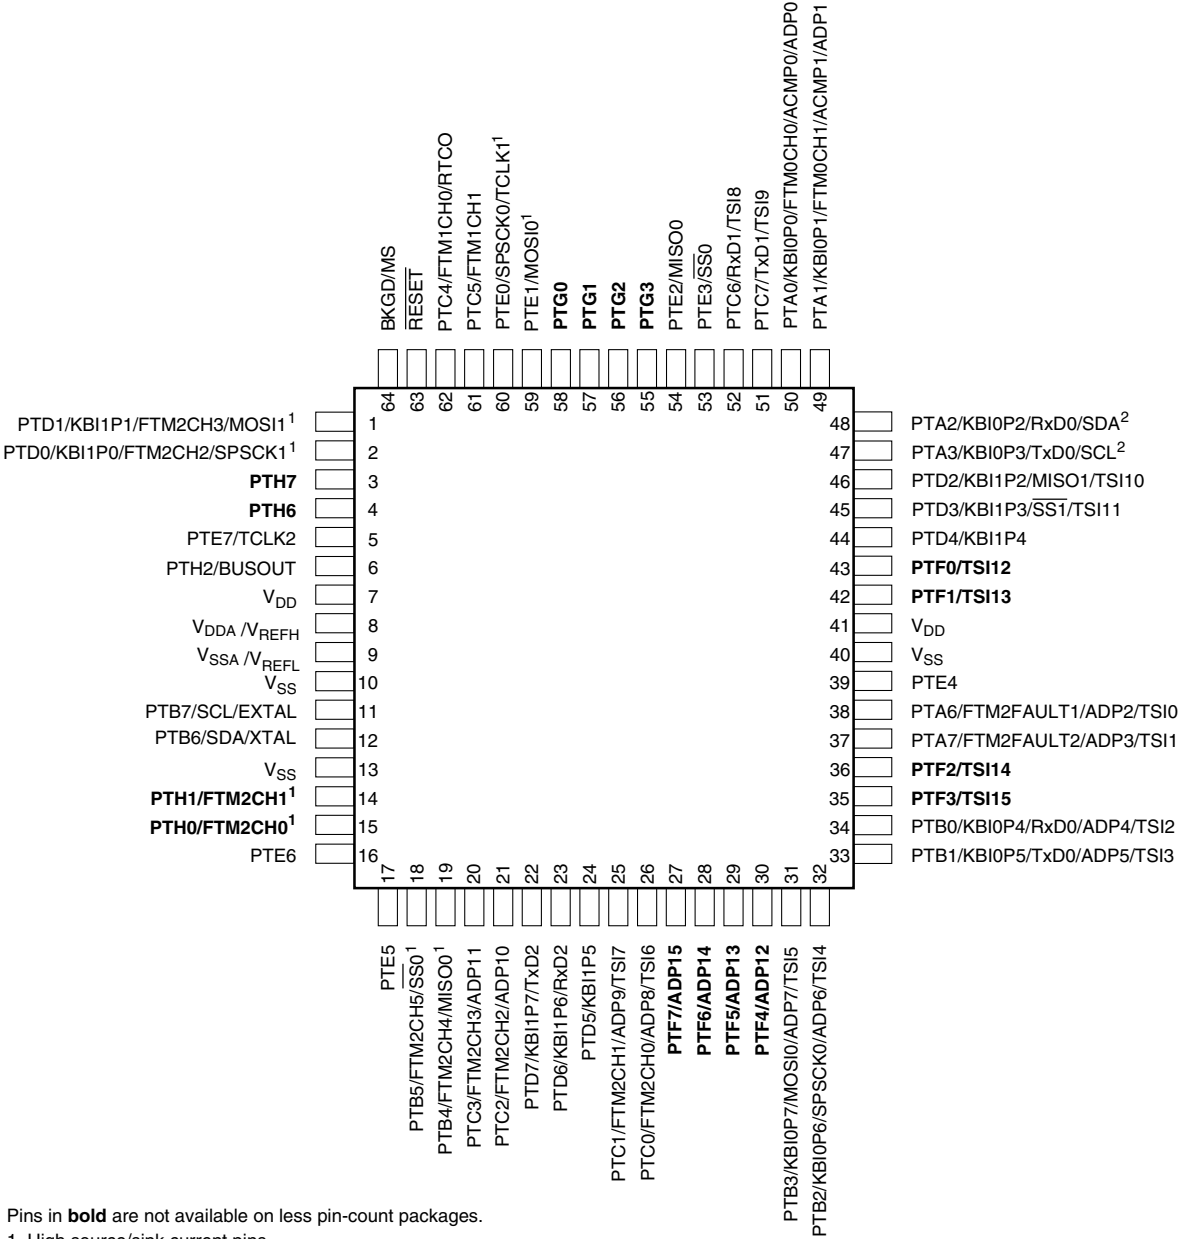 BKGD/MS
RESET
PTC4/FTM1CH0/RTCO
PTC5/FTM1CH1
PTE0/SPSCK0/TCLK1¹
PTE1/MOSI0¹
PTG0
PTG1
PTG2
PTG3
PTE2/MISO0
PTE3/SS0
PTC6/RxD1/TSI8
PTC7/TxD1/TSI9
PTA0/KBI0P0/FTM0CH0/ACMP0/ADP0
PTA1/KBI0P1/FTM0CH1/ACMP1/ADP1
64
63
62
61
60
59
58
57
56
55
54
53
52
51
50
49
PTD1/KBI1P1/FTM2CH3/MOSI1¹ 1
PTD0/KBI1P0/FTM2CH2/SPSCK1¹ 2
PTH7 3
PTH6 4
PTE7/TCLK2 5
PTH2/BUSOUT 6
VDD 7
VDDA /VREFH 8
VSSA /VREFL 9
VSS 10
PTB7/SCL/EXTAL 11
PTB6/SDA/XTAL 12
VSS 13
PTH1/FTM2CH1¹ 14
PTH0/FTM2CH0¹ 15
PTE6 16
48 PTA2/KBI0P2/RxD0/SDA²
47 PTA3/KBI0P3/TxD0/SCL²
46 PTD2/KBI1P2/MISO1/TSI10
45 PTD3/KBI1P3/SS1/TSI11
44 PTD4/KBI1P4
43 PTF0/TSI12
42 PTF1/TSI13
41 VDD
40 VSS
39 PTE4
38 PTA6/FTM2FAULT1/ADP2/TSI0
37 PTA7/FTM2FAULT2/ADP3/TSI1
36 PTF2/TSI14
35 PTF3/TSI15
34 PTB0/KBI0P4/RxD0/ADP4/TSI2
33 PTB1/KBI0P5/TxD0/ADP5/TSI3
17
18
19
20
21
22
23
24
25
26
27
28
29
30
31
32
PTE5
PTB5/FTM2CH5/SS0¹
PTB4/FTM2CH4/MISO0¹
PTC3/FTM2CH3/ADP11
PTC2/FTM2CH2/ADP10
PTD7/KBI1P7/TxD2
PTD6/KBI1P6/RxD2
PTD5/KBI1P5
PTC1/FTM2CH1/ADP9/TSI7
PTC0/FTM2CH0/ADP8/TSI6
PTF7/ADP15
PTF6/ADP14
PTF5/ADP13
PTF4/ADP12
PTB3/KBI0P7/MOSI0/ADP7/TSI5
PTB2/KBI0P6/SPSCK0/ADP6/TSI4
Pins in bold are not available on less pin-count packages.
1. High source/sink current pins